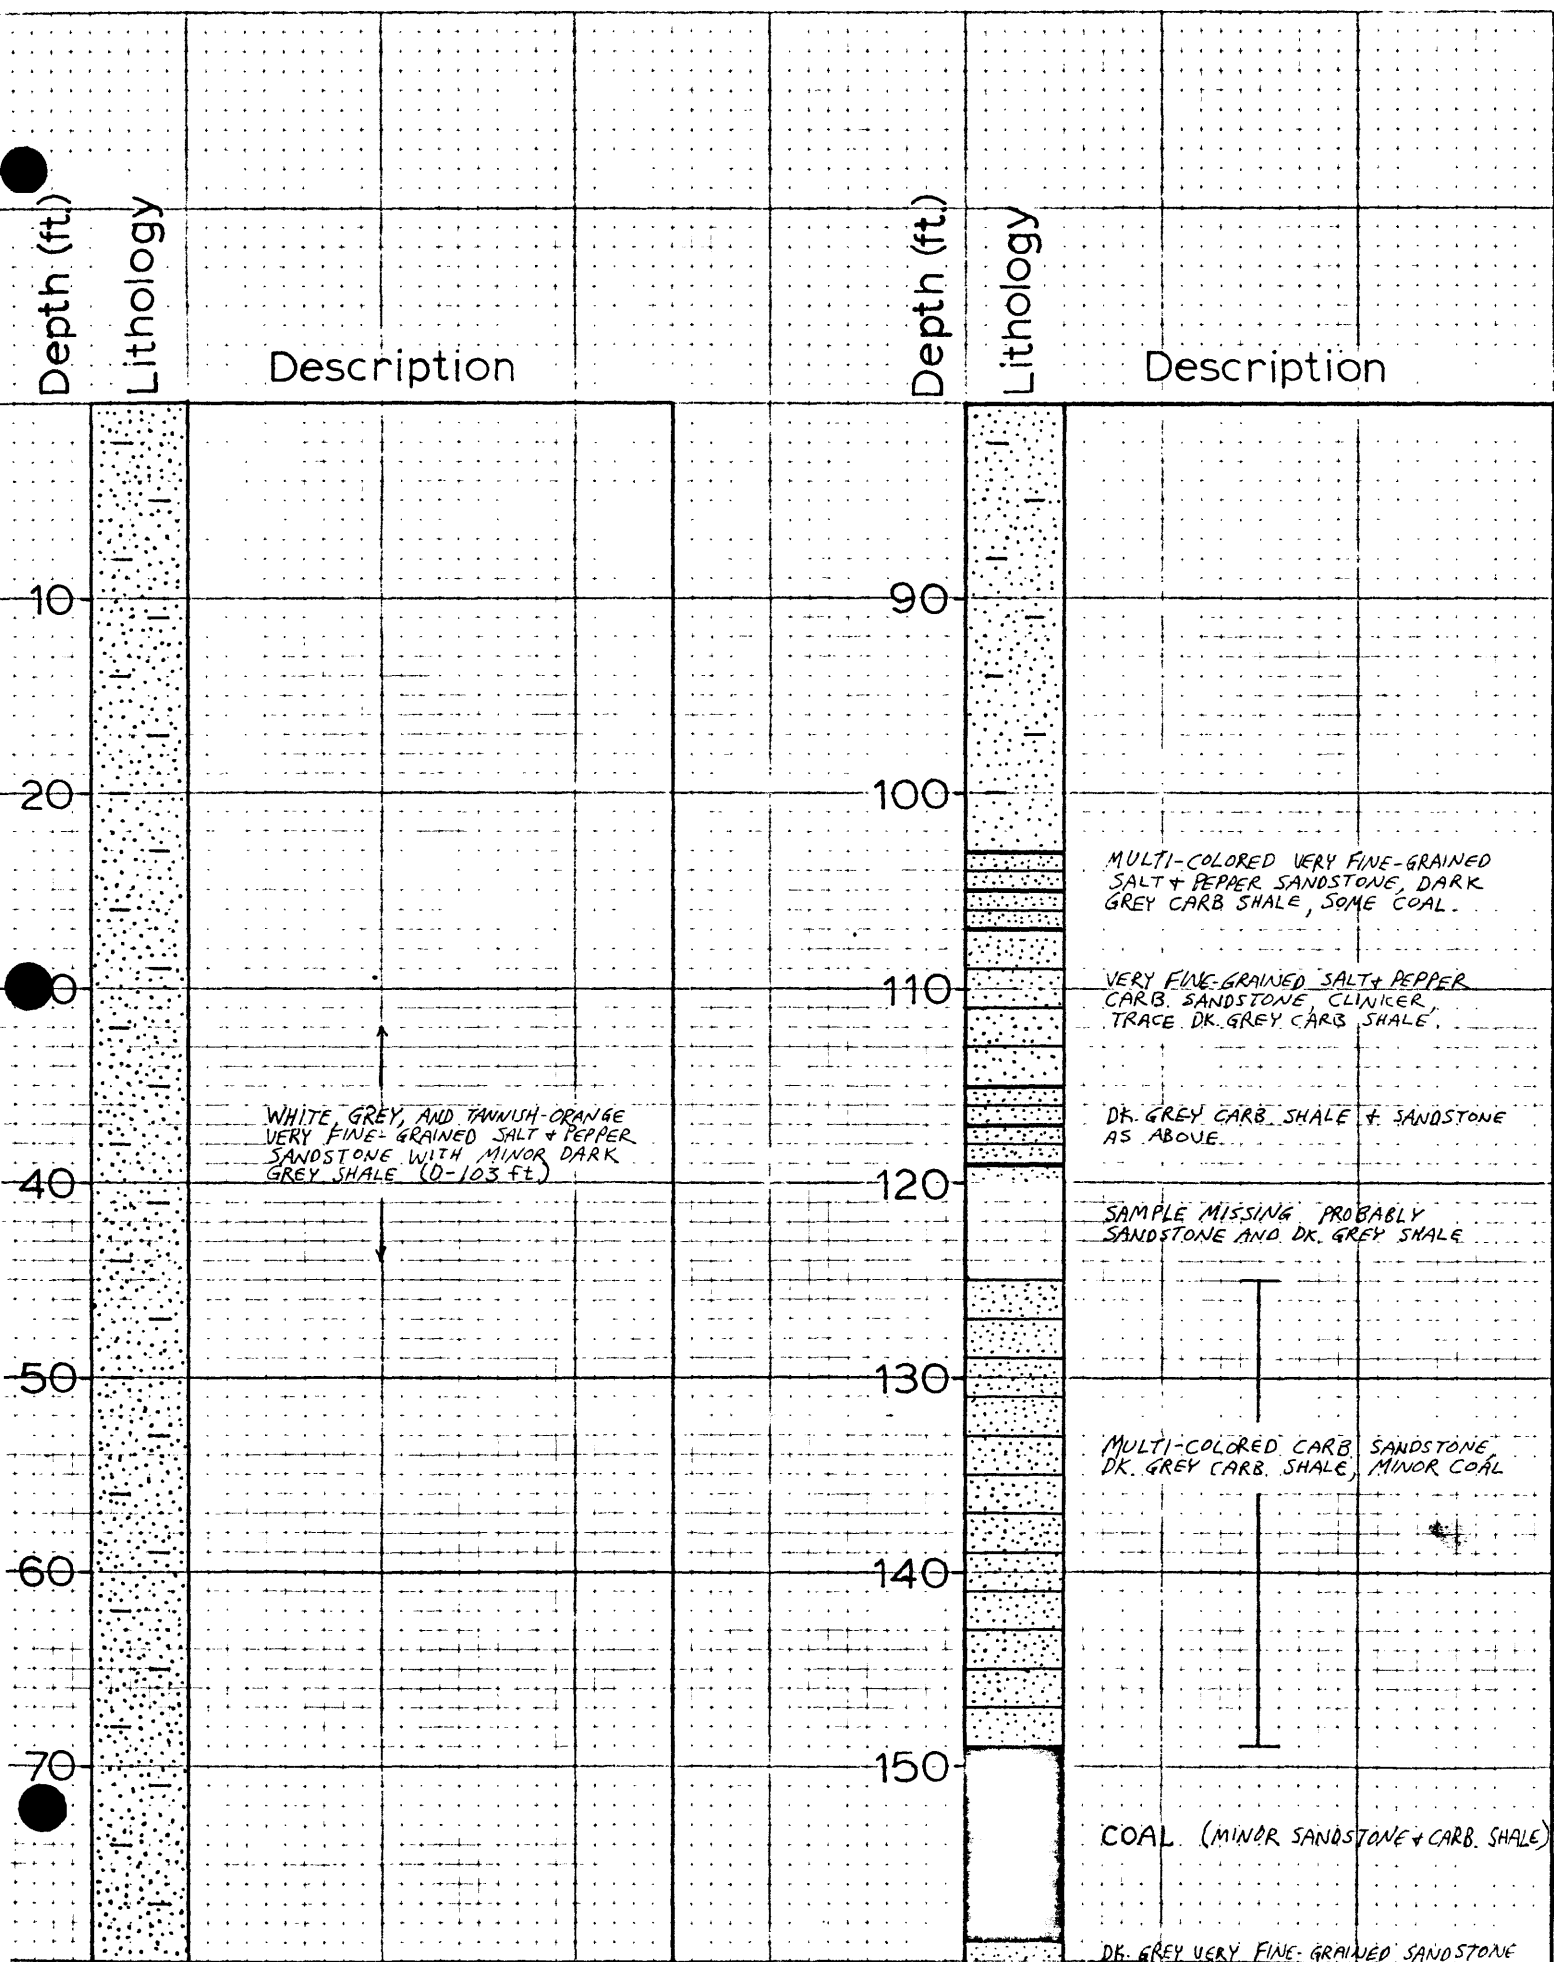 Depth (ft.)
Lithology
Description
10
20
0
40
50
60
70
WHITE, GREY, AND TANNISH-ORANGE
VERY FINE-GRAINED SALT + PEPPER
SANDSTONE WITH MINOR DARK
GREY SHALE (0-103 ft.)
Depth (ft.)
Lithology
Description
90
100
110
120
130
140
150
MULTI-COLORED VERY FINE-GRAINED
SALT + PEPPER SANDSTONE, DARK
GREY CARB SHALE, SOME COAL.
VERY FINE-GRAINED SALT + PEPPER
CARB. SANDSTONE, CLINKER,
TRACE DK. GREY CARB SHALE.
DK. GREY CARB. SHALE + SANDSTONE
AS ABOVE.
SAMPLE MISSING PROBABLY
SANDSTONE AND DK. GREY SHALE
MULTI-COLORED CARB. SANDSTONE,
DK. GREY CARB. SHALE, MINOR COAL
COAL (MINOR SANDSTONE + CARB. SHALE)
DK. GREY VERY FINE-GRAINED SANDSTONE